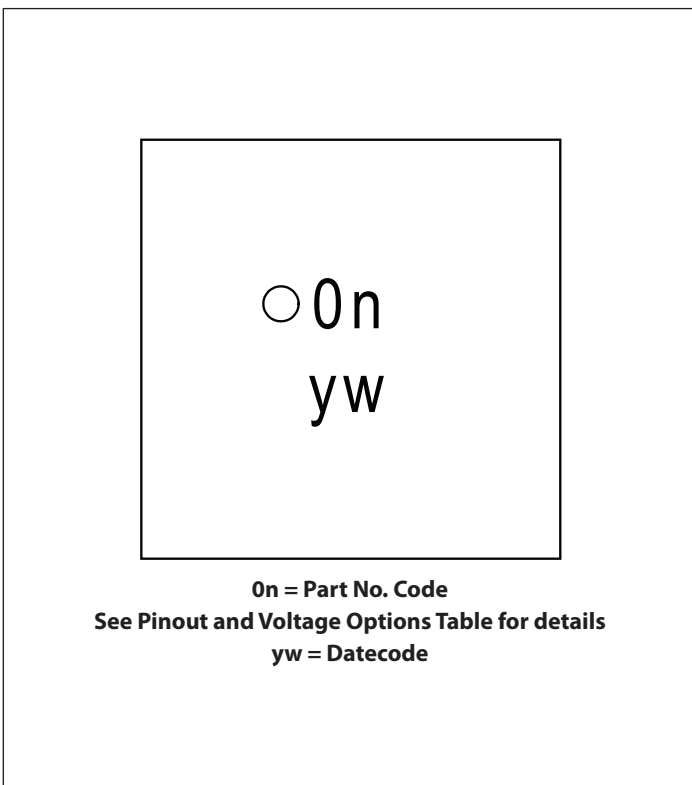 0n
yw
0n = Part No. Code
See Pinout and Voltage Options Table for details
yw = Datecode